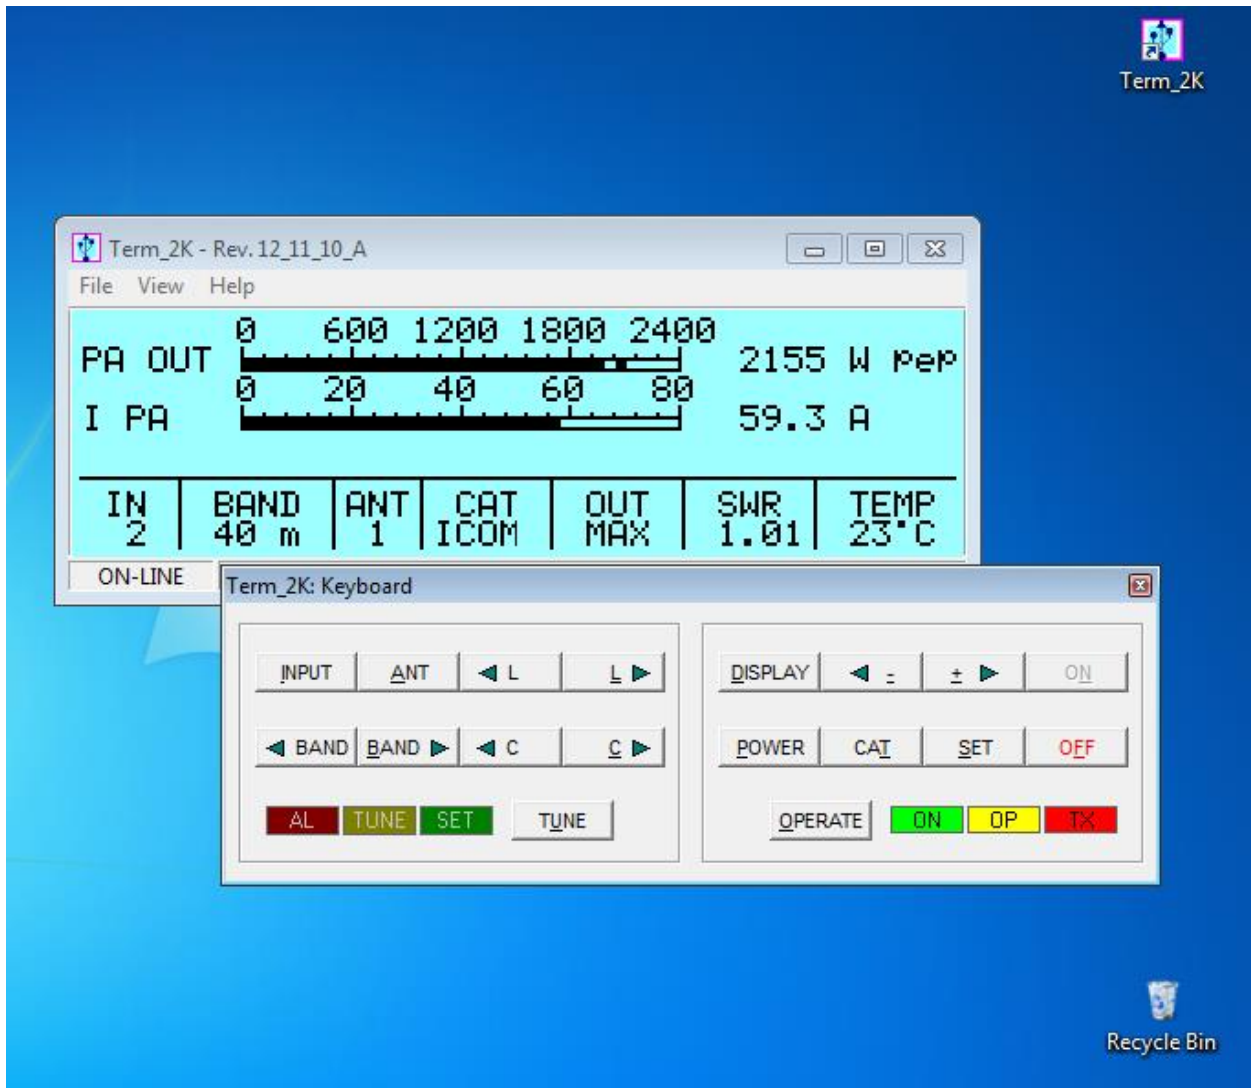 Term_2K
Term_2K - Rev. 12_11_10_A
File View Help
0 600 1200 1800 2400
PA OUT 2155 W pep
0 20 40 60 80
I PA 59.3 A
IN BAND ANT CAT OUT SWR TEMP
2 40 m 1 ICOM MAX 1.01 23°C
ON-LINE
Term_2K: Keyboard
INPUT ANT L L DISPLAY - + ON
BAND BAND C C POWER CAT SET OFF
AL TUNE SET TUNE OPERATE ON OP TX
Recycle Bin